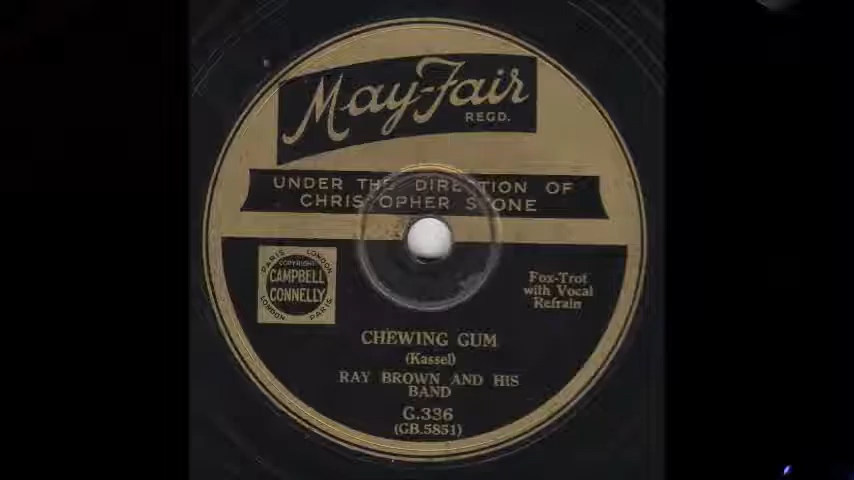 May-Fair
REGD.
UNDER THE DIRECTION OF
CHRISTOPHER STONE
PARIS LONDON
COPYRIGHT
CAMPBELL
CONNELLY
LONDON PARIS
Fox-Trot
with Vocal
Refrain
CHEWING GUM
(Kassel)
RAY BROWN AND HIS
BAND
G.336
(GB.5851)